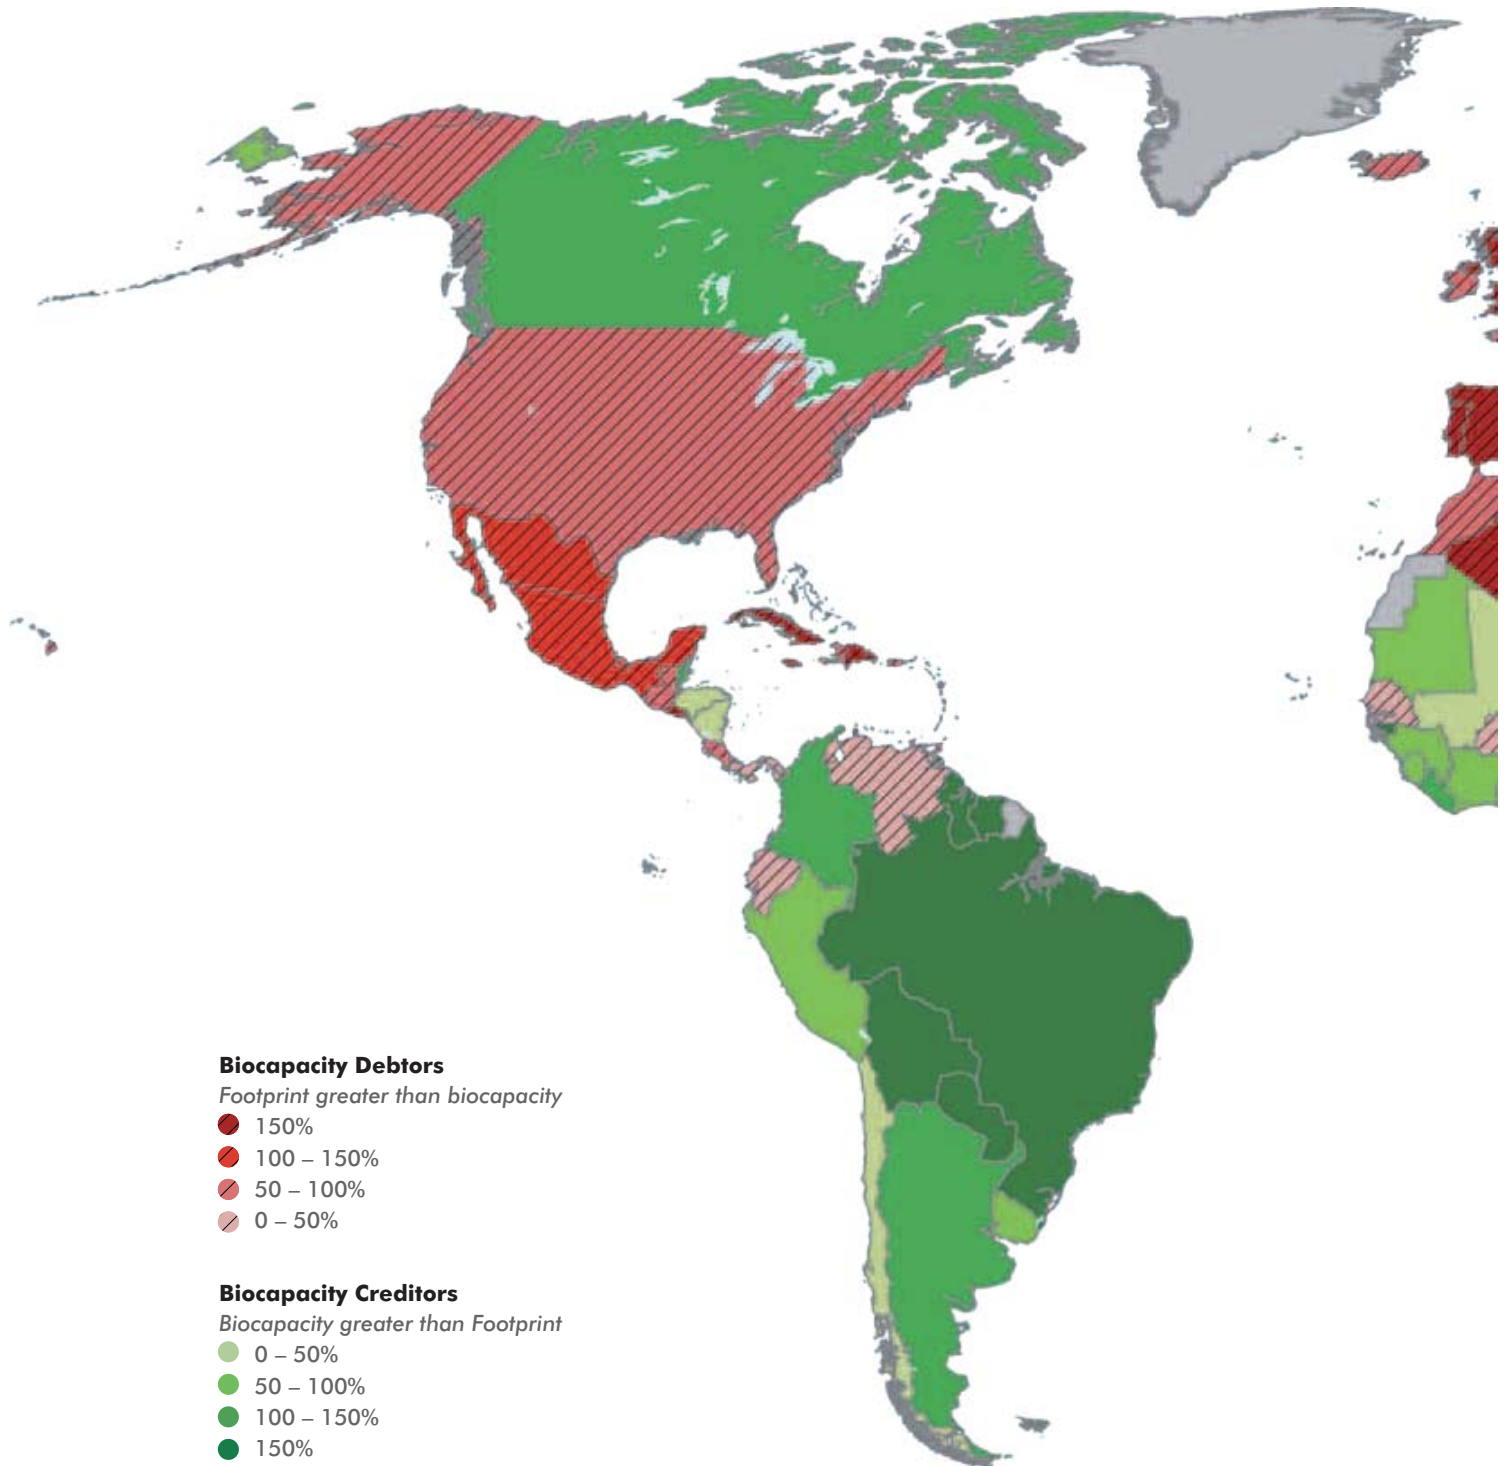 Biocapacity Debtors
Footprint greater than biocapacity
150%
100 – 150%
50 – 100%
0 – 50%
Biocapacity Creditors
Biocapacity greater than Footprint
0 – 50%
50 – 100%
100 – 150%
150%